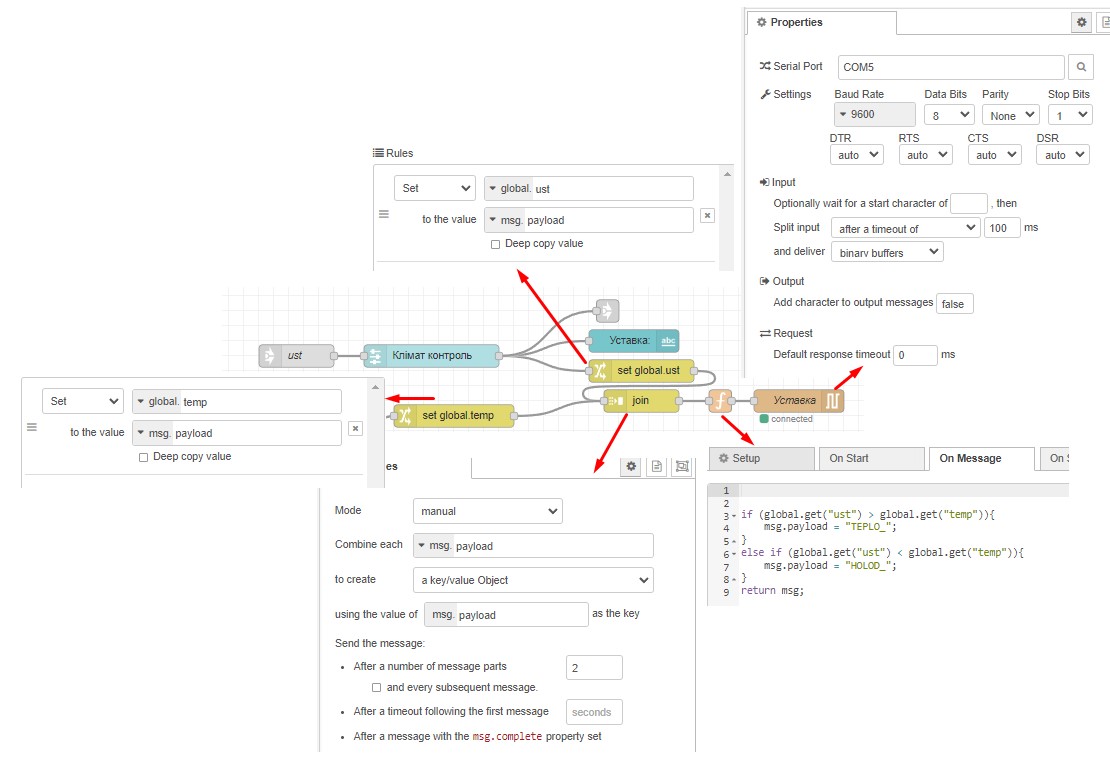 Properties
Serial Port COM5
Settings Baud Rate Data Bits Parity Stop Bits
9600 8 None 1
DTR RTS CTS DSR
auto auto auto auto
Input
Optionally wait for a start character of , then
Split input after a timeout of 100 ms
and deliver binary buffers
Output
Add character to output messages false
Request
Default response timeout 0 ms
Rules
Set global. ust
to the value msg. payload
Deep copy value
ust
Клімат контроль
Уставка: abc
set global.ust
join
Уставка
connected
set global.temp
Set global. temp
to the value msg. payload
Deep copy value
es
Mode manual
Combine each msg. payload
to create a key/value Object
using the value of msg. payload as the key
Send the message:
• After a number of message parts 2
and every subsequent message.
• After a timeout following the first message seconds
• After a message with the msg.complete property set
Setup On Start On Message On S
1
2
3 if (global.get("ust") > global.get("temp")){
4 msg.payload = "TEPLO_";
5 }
6 else if (global.get("ust") < global.get("temp")){
7 msg.payload = "HOLOD_";
8 }
9 return msg;